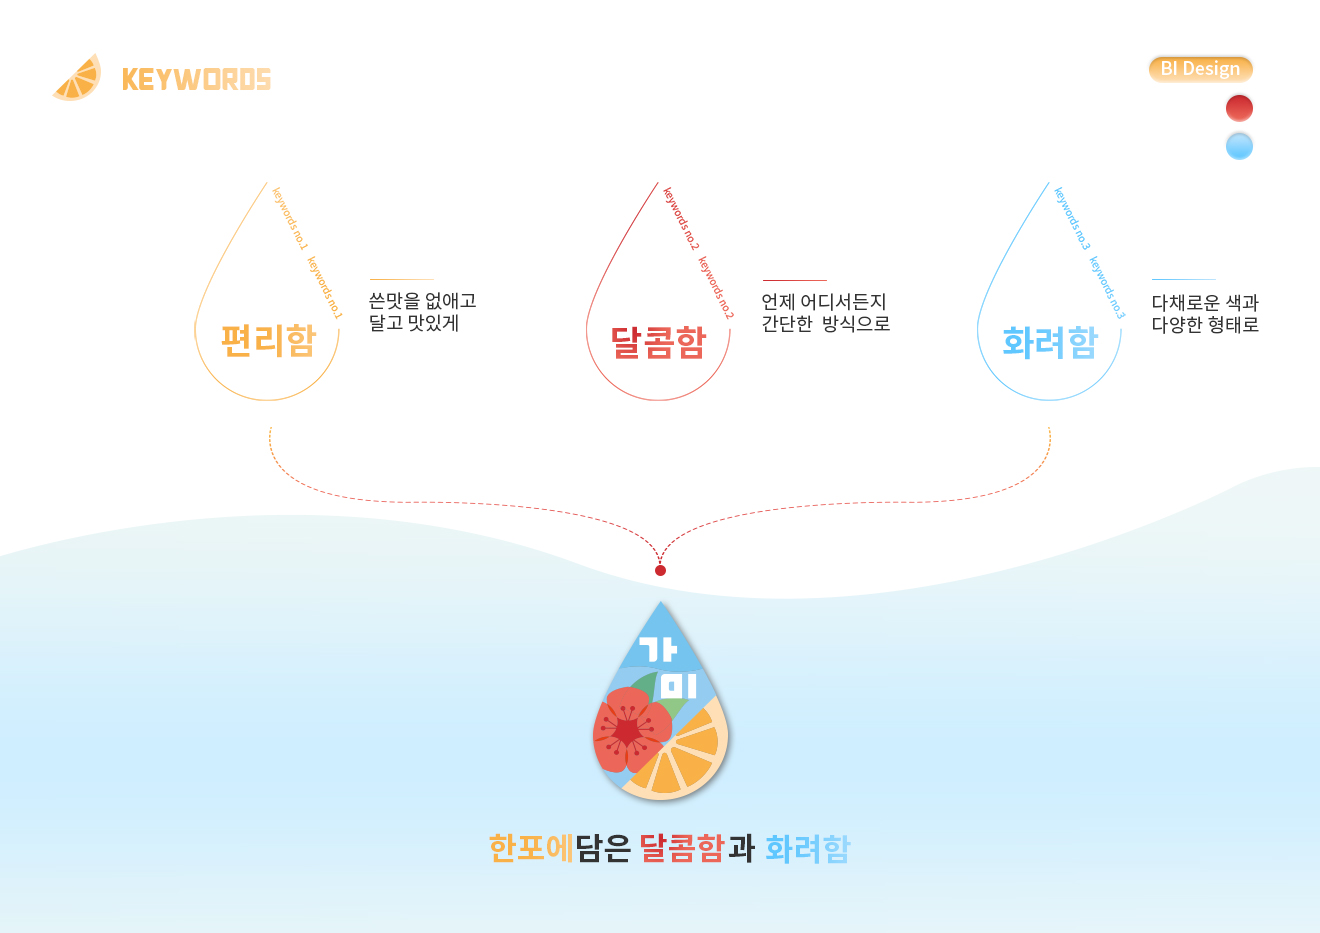 KEYWORDS
BI Design
keywords no.1 keywords no.1
편리함
쓴맛을 없애고
달고 맛있게
keywords no.2 keywords no.2
달콤함
언제 어디서든지
간단한 방식으로
keywords no.3 keywords no.3
화려함
다채로운 색과
다양한 형태로
가
미
한포에담은 달콤함과 화려함